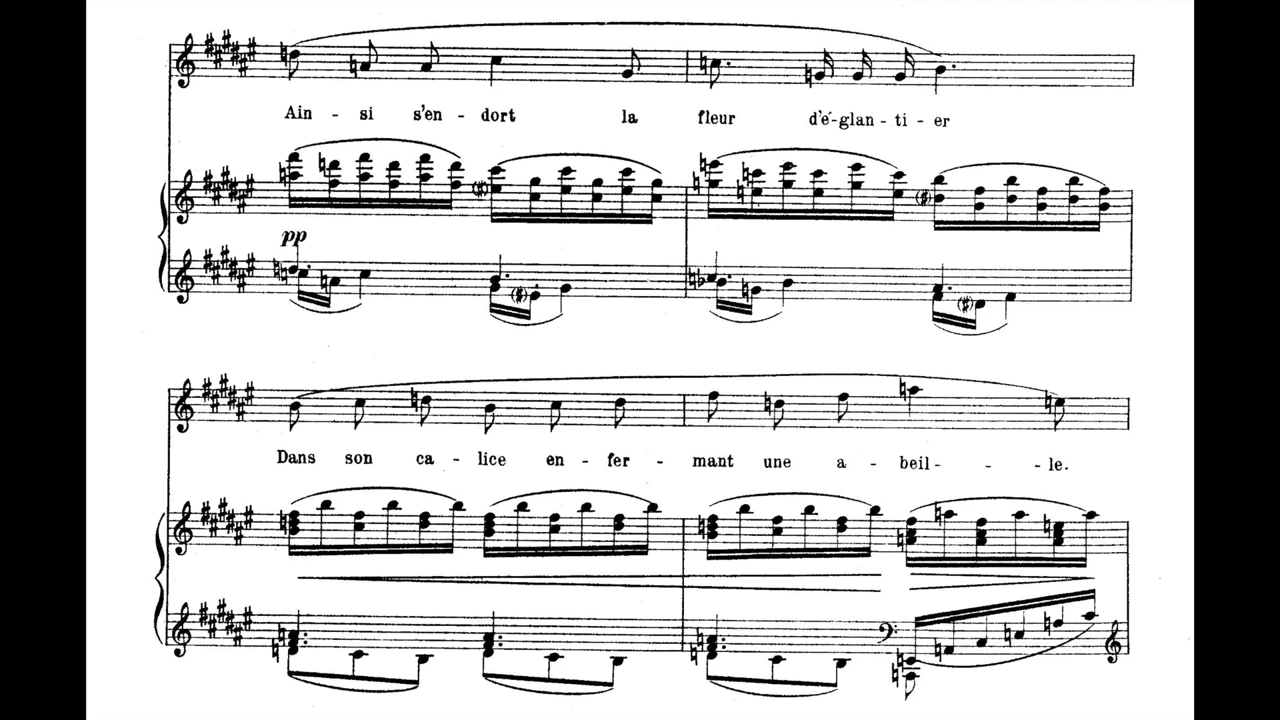 Ain - si s'en - dort la fleur d'é - glan - ti - er
pp
Dans son ca - lice en - fer - mant une a - beil - - - le.